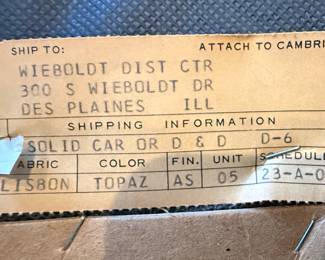 SHIP TO: ATTACH TO CAMBRI
WIEBOLDT DIST CTR
300 S WIEBOLDT DR
DES PLAINES ILL
SHIPPING INFORMATION
SOLID CAR OR D & D D-6
ABRIC COLOR FIN. UNIT SCHEDULE
LISBON TOPAZ AS 05 23-A-0